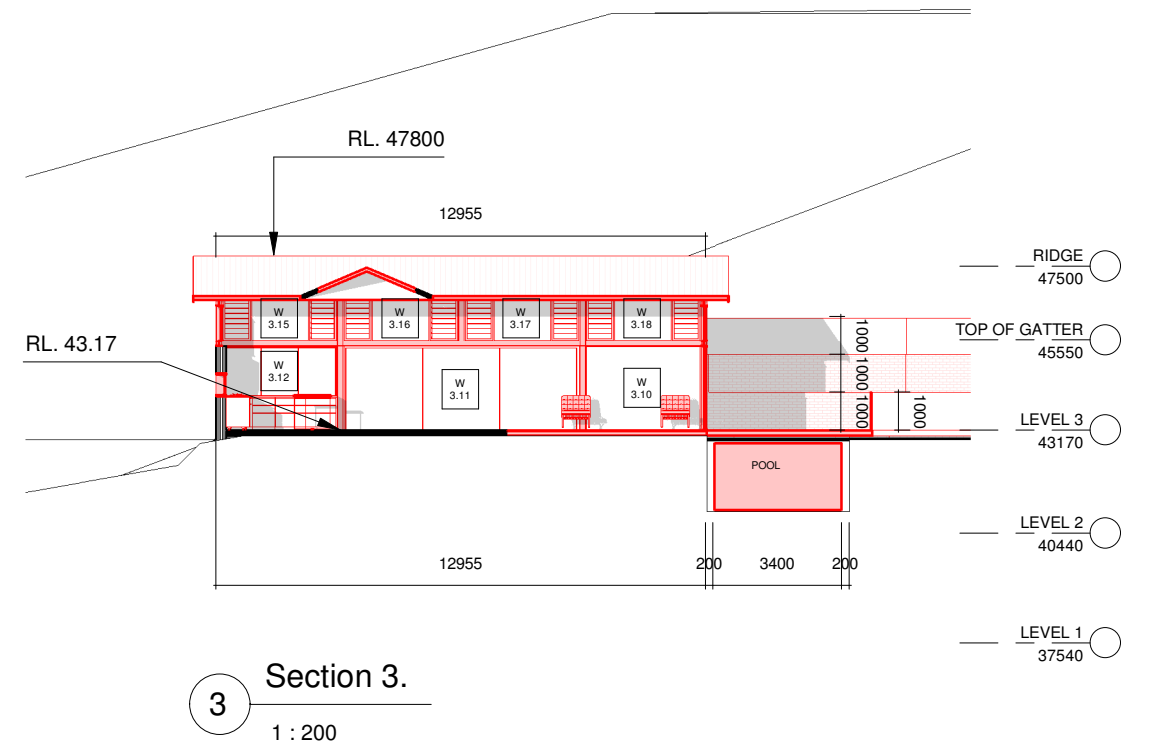 RL. 47800
12955
RIDGE
47500
W
3.15
W
3.16
W
3.17
W
3.18
1000
TOP OF GATTER
45550
RL. 43.17
W
3.12
W
3.11
W
3.10
1000
1000
1000
LEVEL 3
43170
POOL
LEVEL 2
40440
12955
200
3400
200
LEVEL 1
37540
3
Section 3.
1 : 200